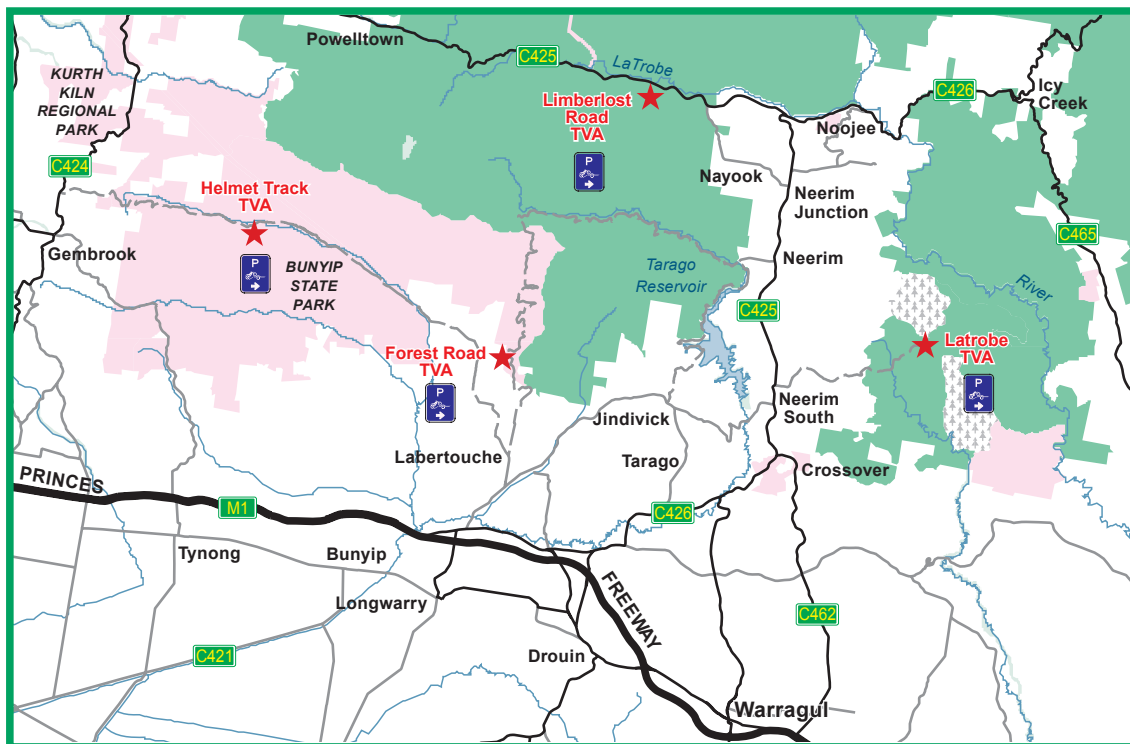 Powelltown
C425
LaTrobe
C426
Icy
Creek
KURTH
KILN
REGIONAL
PARK
Limberlost
Road
TVA
P
Noojee
C424
Nayook
Helmet Track
TVA
Neerim
Junction
C465
Gembrook
P
BUNYIP
STATE
PARK
Tarago
Reservoir
Neerim
River
C425
Forest Road
TVA
P
Latrobe
TVA
P
Jindivick
Neerim
South
Labertouche
Tarago
Crossover
PRINCES
M1
C426
Tynong
Bunyip
FREEWAY
Longwarry
C462
C421
Drouin
Warragul